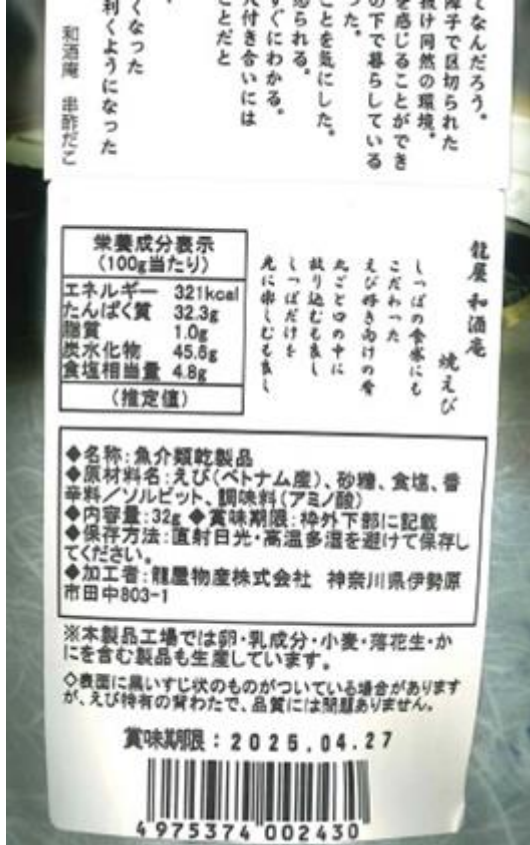 てなんだろう。
障子で区切られた
抜け同然の環境。
を感じることができ
の下で暮らしている
った。
ことを気にした。
怒られる。
すぐにわかる。
付き合いには
ことだと
くなった
利くようになった
和酒庵 串酢だこ
龍屋 和酒庵
焼えび
しっぽの食感にも
こだわった
えび好き向けの肴
丸ごと口の中に
放り込むも良し
しっぽだけを
先に楽しむも良し
栄養成分表示
(100g当たり)
エネルギー 321kcal
たんぱく質 32.3g
脂質 1.0g
炭水化物 45.6g
食塩相当量 4.8g
(推定値)
◆名称:魚介類乾製品
◆原材料名:えび(ベトナム産)、砂糖、食塩、香
辛料/ソルビット、調味料(アミノ酸)
◆内容量:32g ◆賞味期限:枠外下部に記載
◆保存方法:直射日光・高温多湿を避けて保存し
てください。
◆加工者:龍屋物産株式会社 神奈川県伊勢原
市田中803-1
※本製品工場では卵・乳成分・小麦・落花生・か
にを含む製品も生産しています。
◇表面に黒いすじ状のものがついている場合があります
が、えび特有の背わたで、品質には問題ありません。
賞味期限:2025.04.27
4 975374 002430